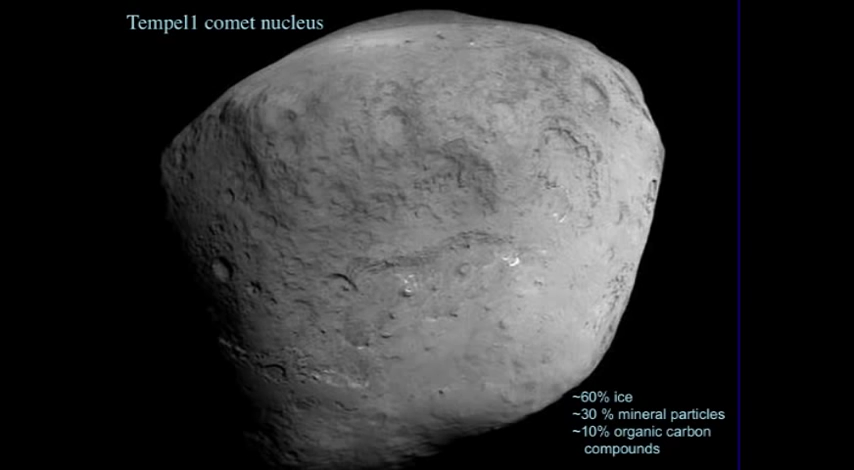 Tempel1 comet nucleus
~60% ice
~30 % mineral particles
~10% organic carbon
compounds